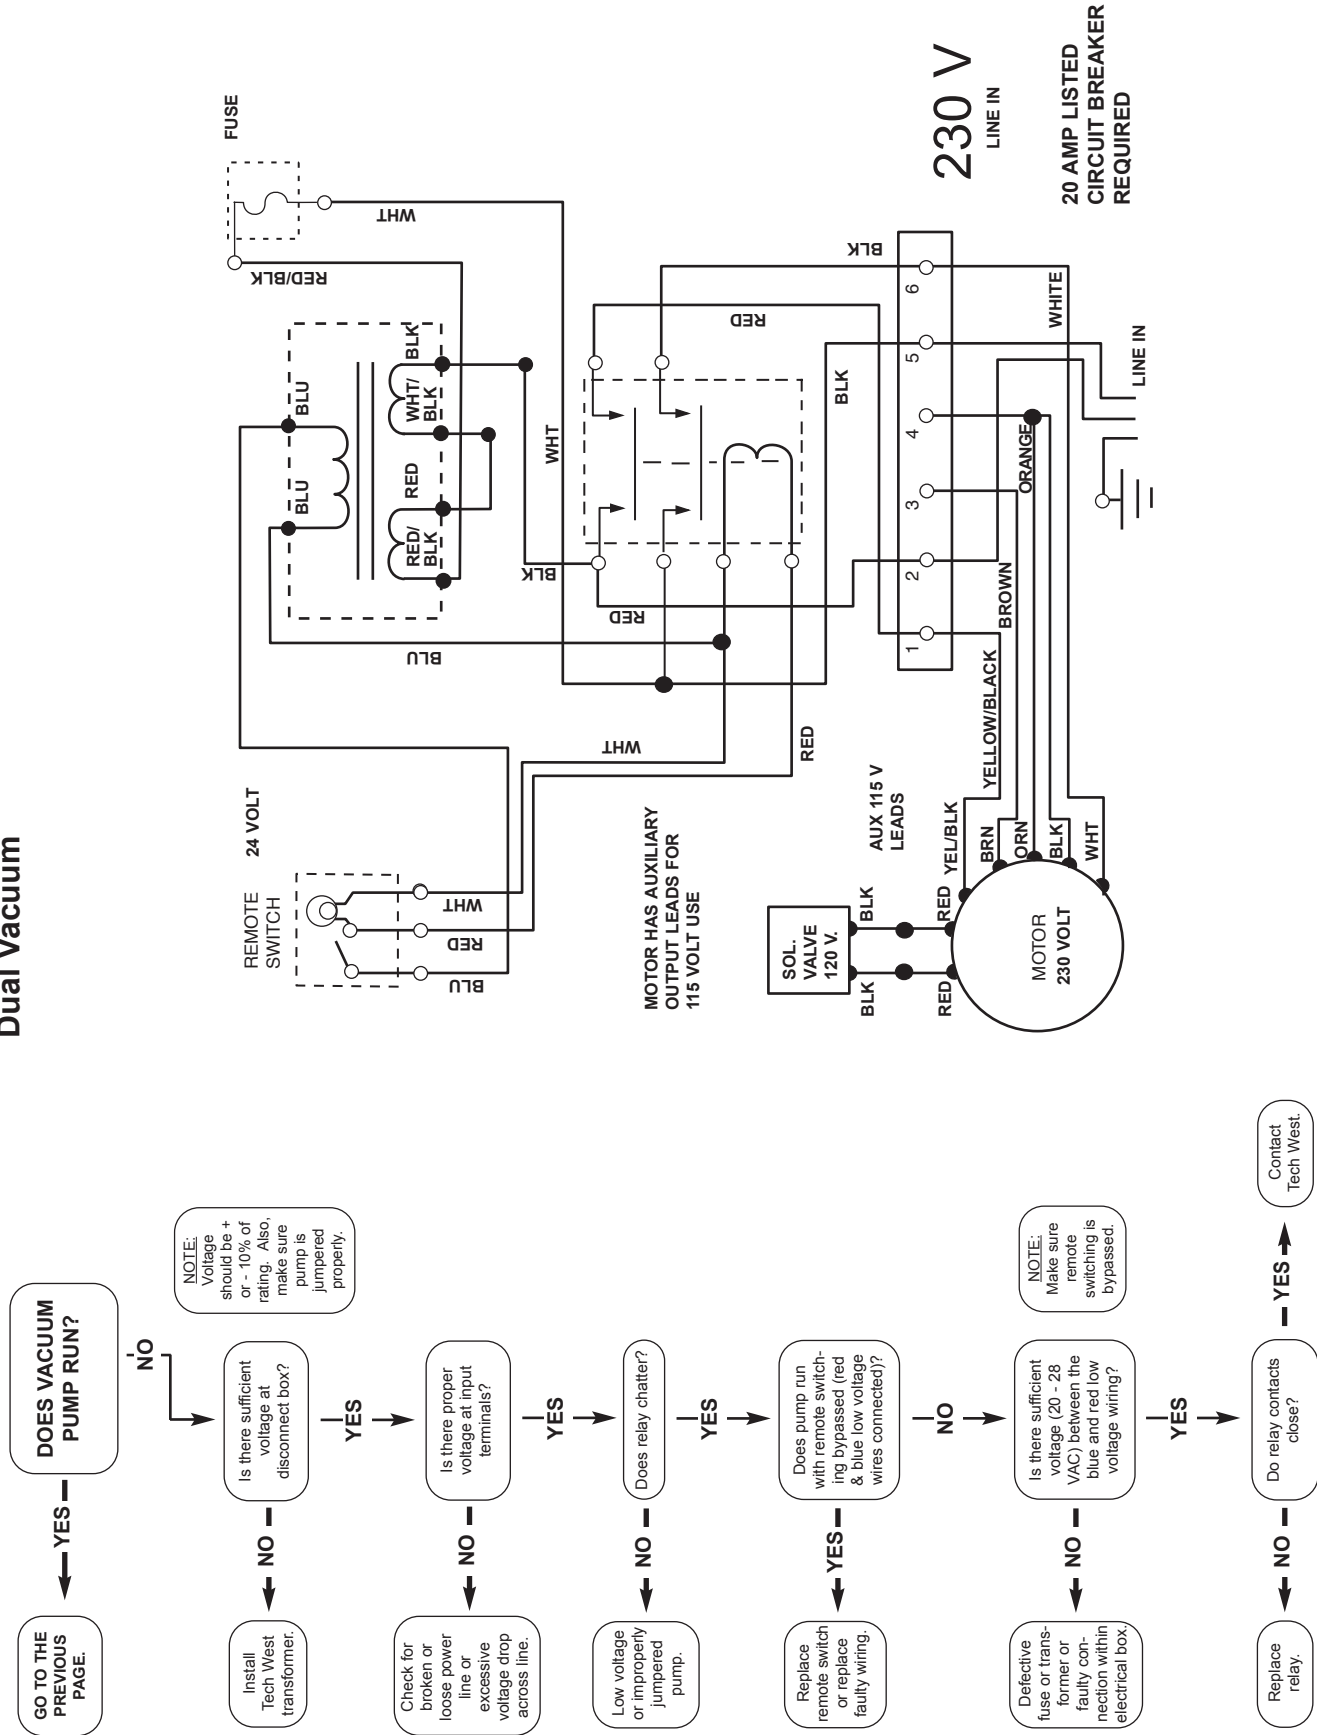 Dual Vacuum
DOES VACUUM
PUMP RUN?
YES
GO TO THE
PREVIOUS
PAGE.
NO
NOTE:
Voltage
should be +
or - 10% of
rating. Also,
make sure
pump is
jumpered
properly.
Is there sufficient
voltage at
disconnect box?
NO
Install
Tech West
transformer.
YES
Is there proper
voltage at input
terminals?
NO
Check for
broken or
loose power
line or
excessive
voltage drop
across line.
YES
Does relay chatter?
NO
Low voltage
or improperly
jumpered
pump.
YES
Does pump run
with remote switch-
ing bypassed (red
& blue low voltage
wires connected)?
YES
Replace
remote switch
or replace
faulty wiring.
NO
NOTE:
Make sure
remote
switching is
bypassed.
Is there sufficient
voltage (20 - 28
VAC) between the
blue and red low
voltage wiring?
NO
Defective
fuse or trans-
former or
faulty con-
nection within
electrical box.
YES
Do relay contacts
close?
NO
Replace
relay.
YES
Contact
Tech West.
REMOTE
SWITCH
24 VOLT
BLU
RED
WHT
BLU
BLU
BLU
RED/
BLK
RED
WHT/
BLK
BLK
RED/BLK
FUSE
WHT
WHT
BLK
RED
WHT
RED
RED
BLK
BLK
MOTOR HAS AUXILIARY
OUTPUT LEADS FOR
115 VOLT USE
SOL.
VALVE
120 V.
BLK
BLK
AUX 115 V
LEADS
RED
RED
MOTOR
230 VOLT
YEL/BLK
BRN
ORN
BLK
WHT
YELLOW/BLACK
BROWN
ORANGE
WHITE
1
2
3
4
5
6
LINE IN
230 V
LINE IN
20 AMP LISTED
CIRCUIT BREAKER
REQUIRED